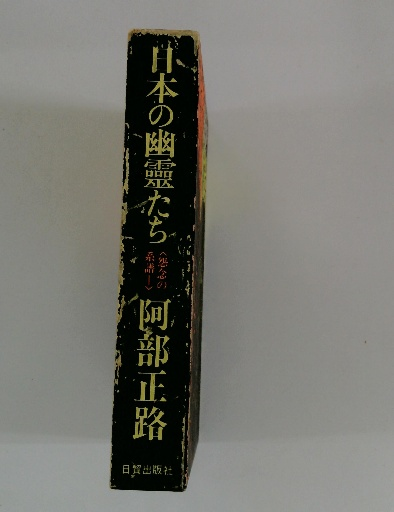 日本の幽靈たち
〈怨念の
系譜―〉
阿部正路
日貿出版社